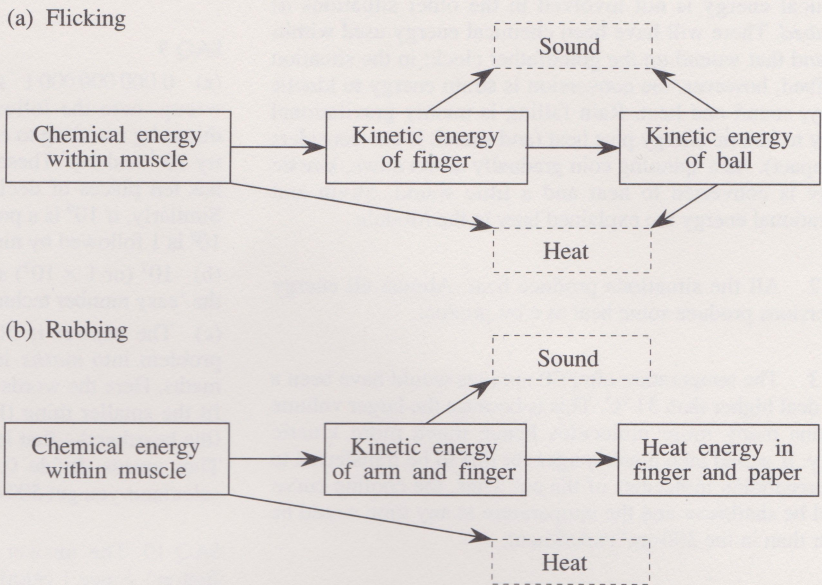 (a) Flicking
Sound
Chemical energy
within muscle
Kinetic energy
of finger
Kinetic energy
of ball
Heat
(b) Rubbing
Sound
Chemical energy
within muscle
Kinetic energy
of arm and finger
Heat energy in
finger and paper
Heat